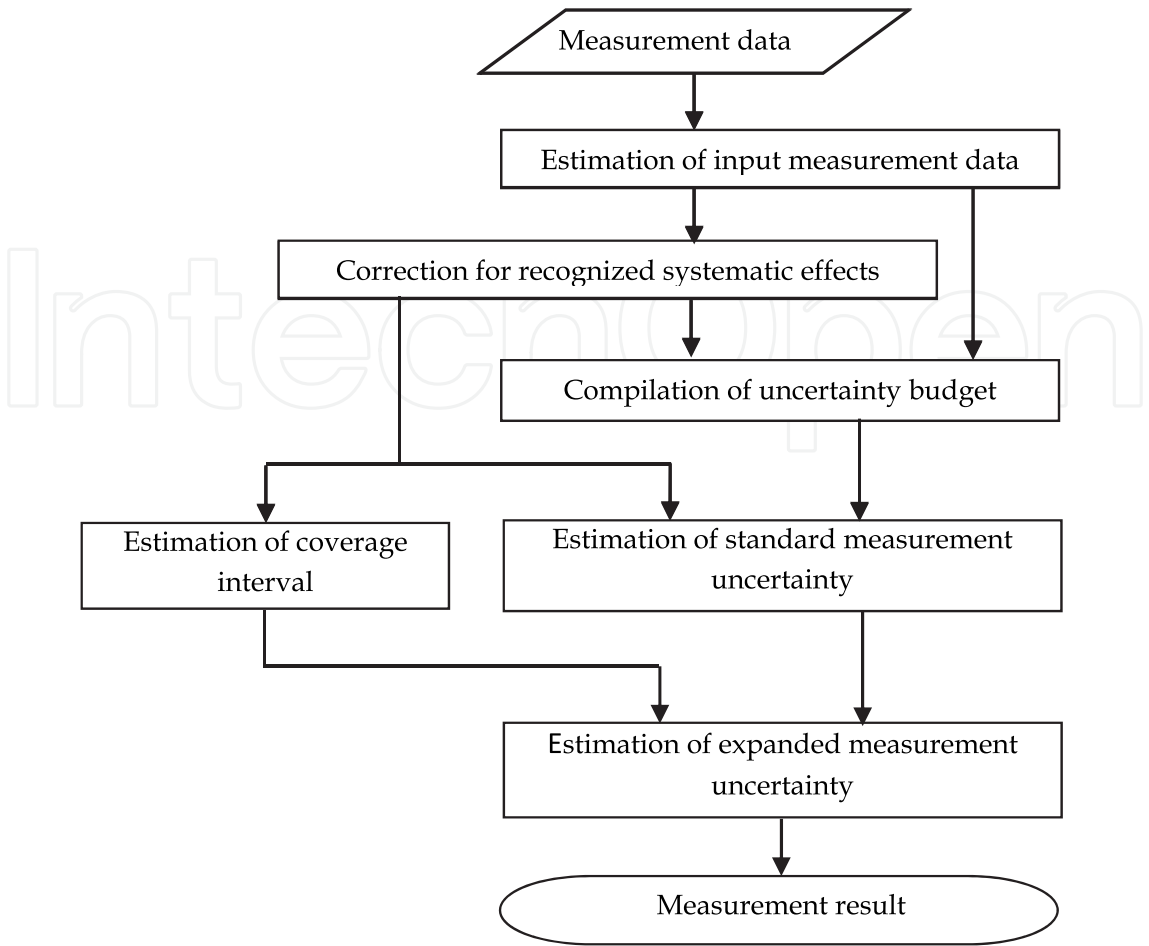 Measurement data
Estimation of input measurement data
Correction for recognized systematic effects
IntechOpen
Compilation of uncertainty budget
Estimation of coverage
interval
Estimation of standard measurement
uncertainty
Estimation of expanded measurement
uncertainty
Measurement result